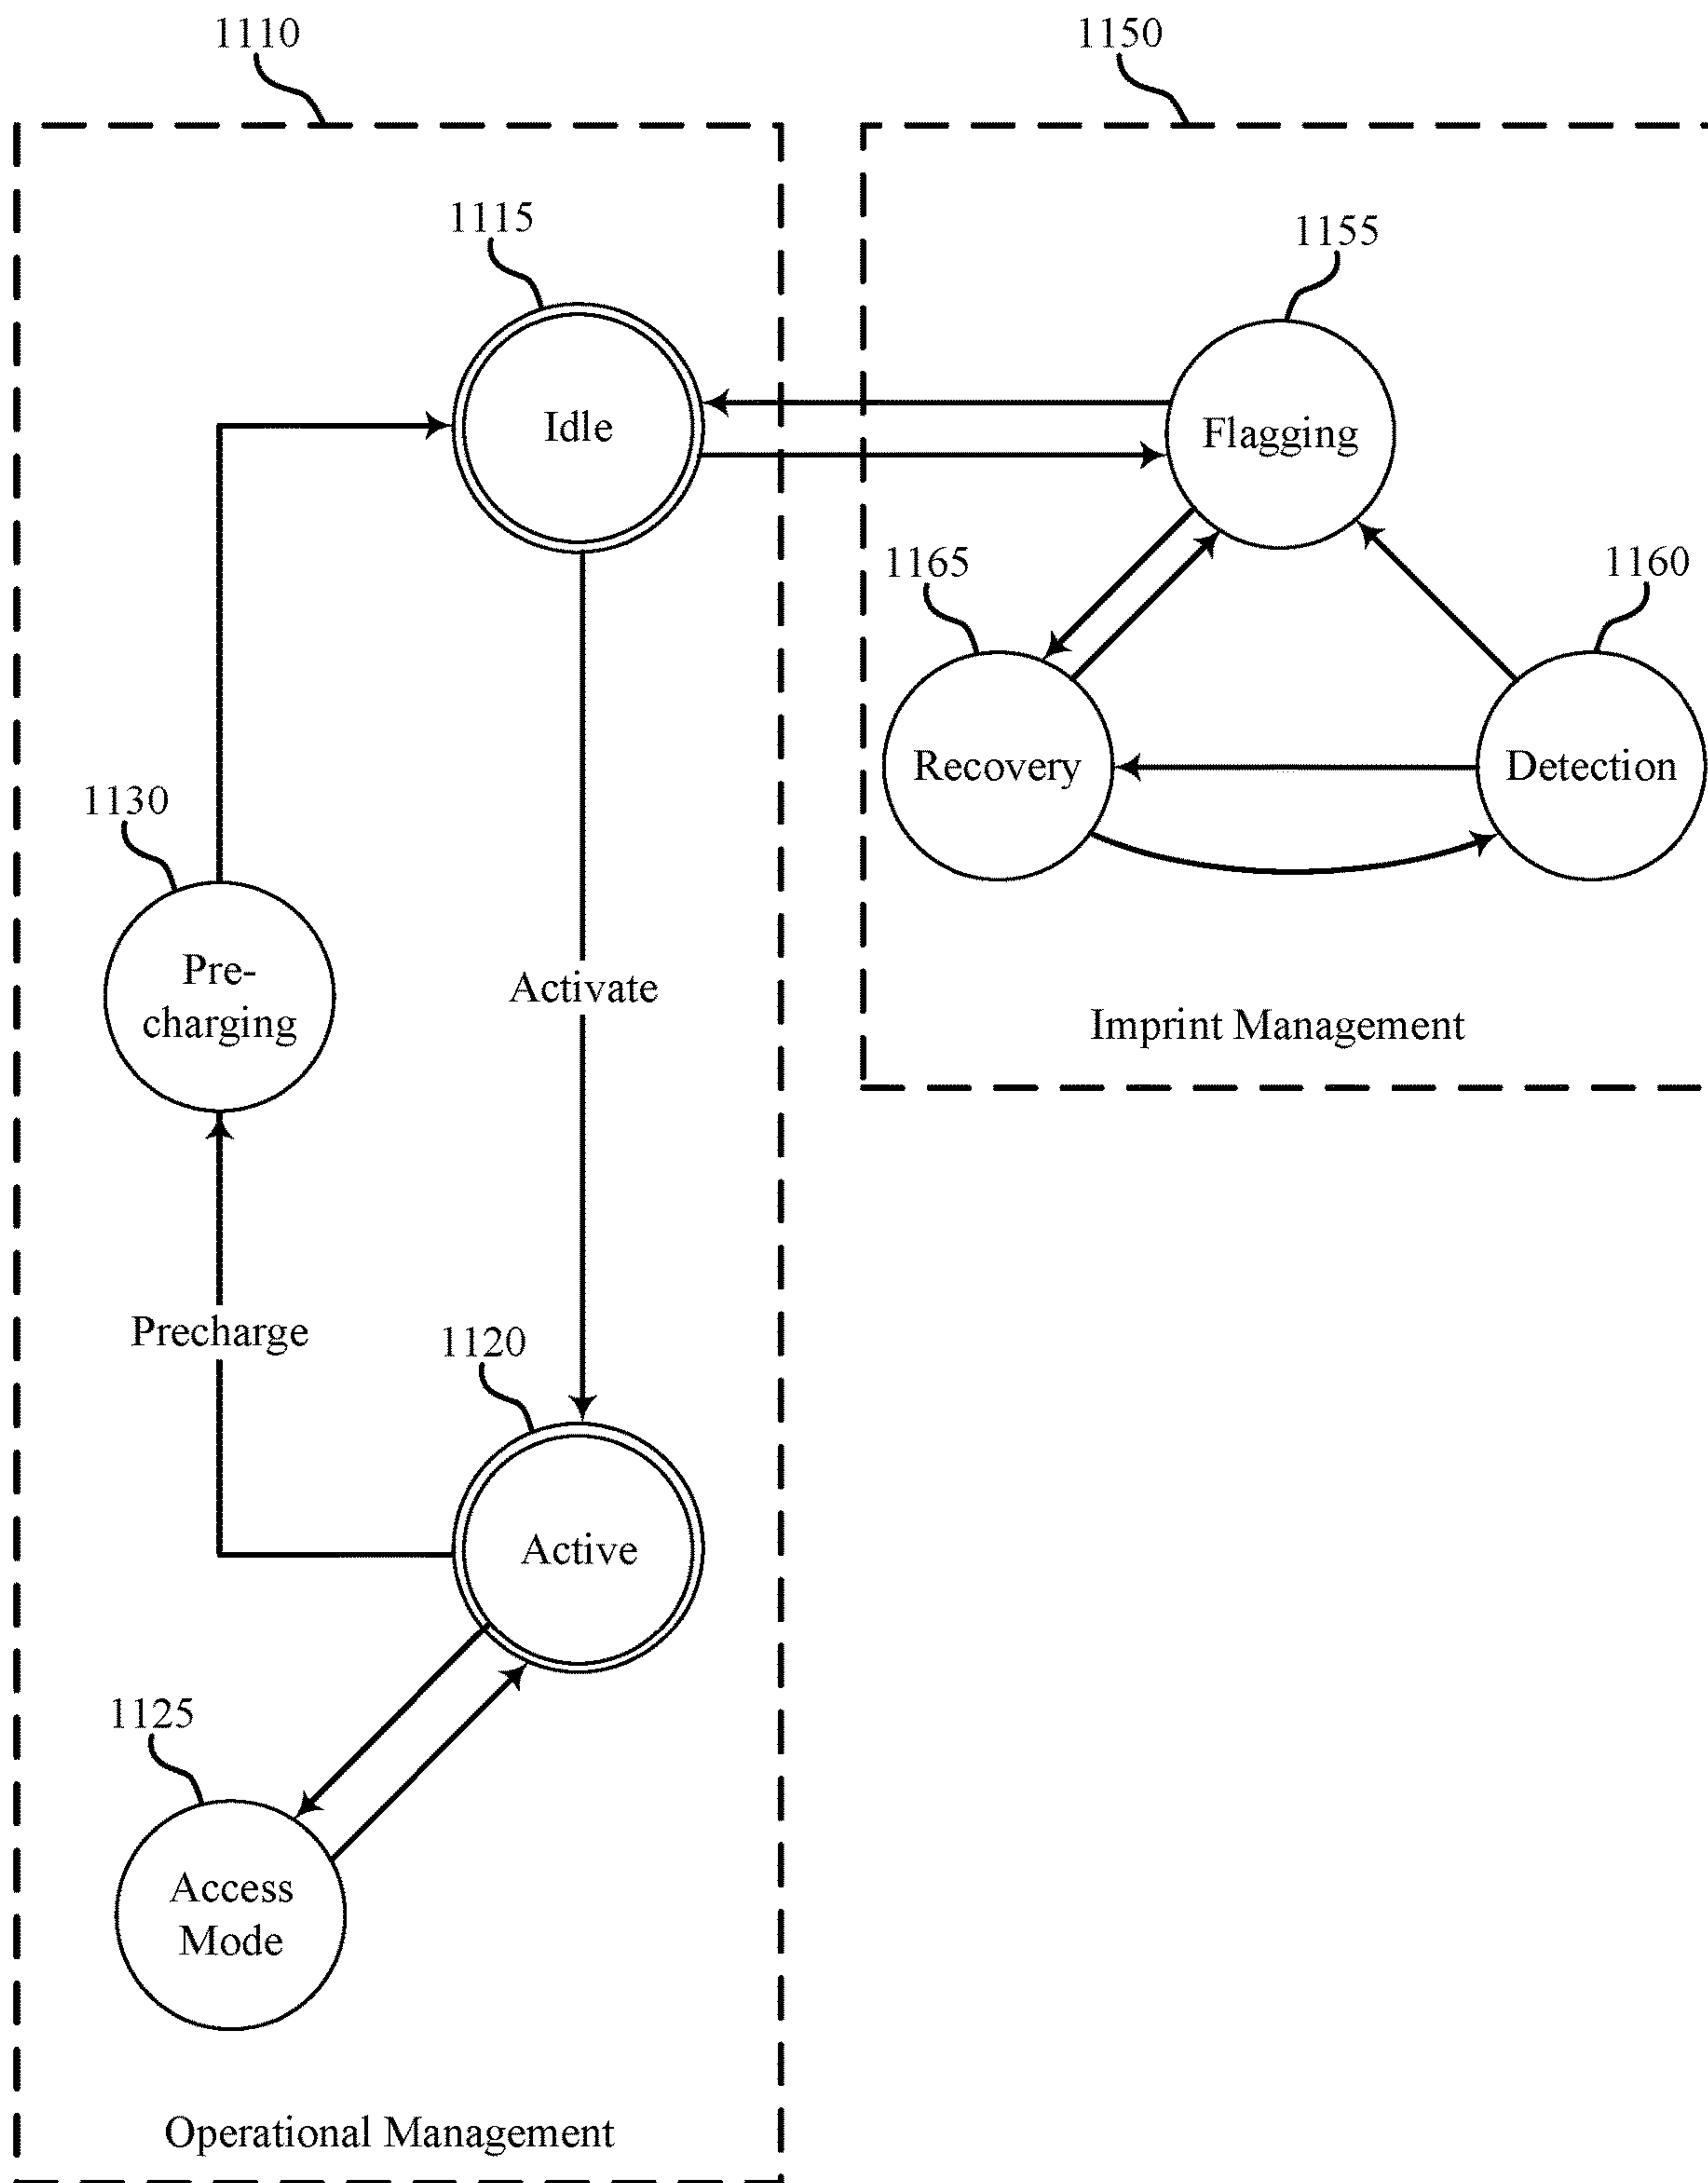 1110
1150
1115
1155
Idle
Flagging
1165
1160
Recovery
Detection
1130
Pre-
charging
Activate
Imprint Management
Precharge
1120
Active
1125
Access
Mode
Operational Management